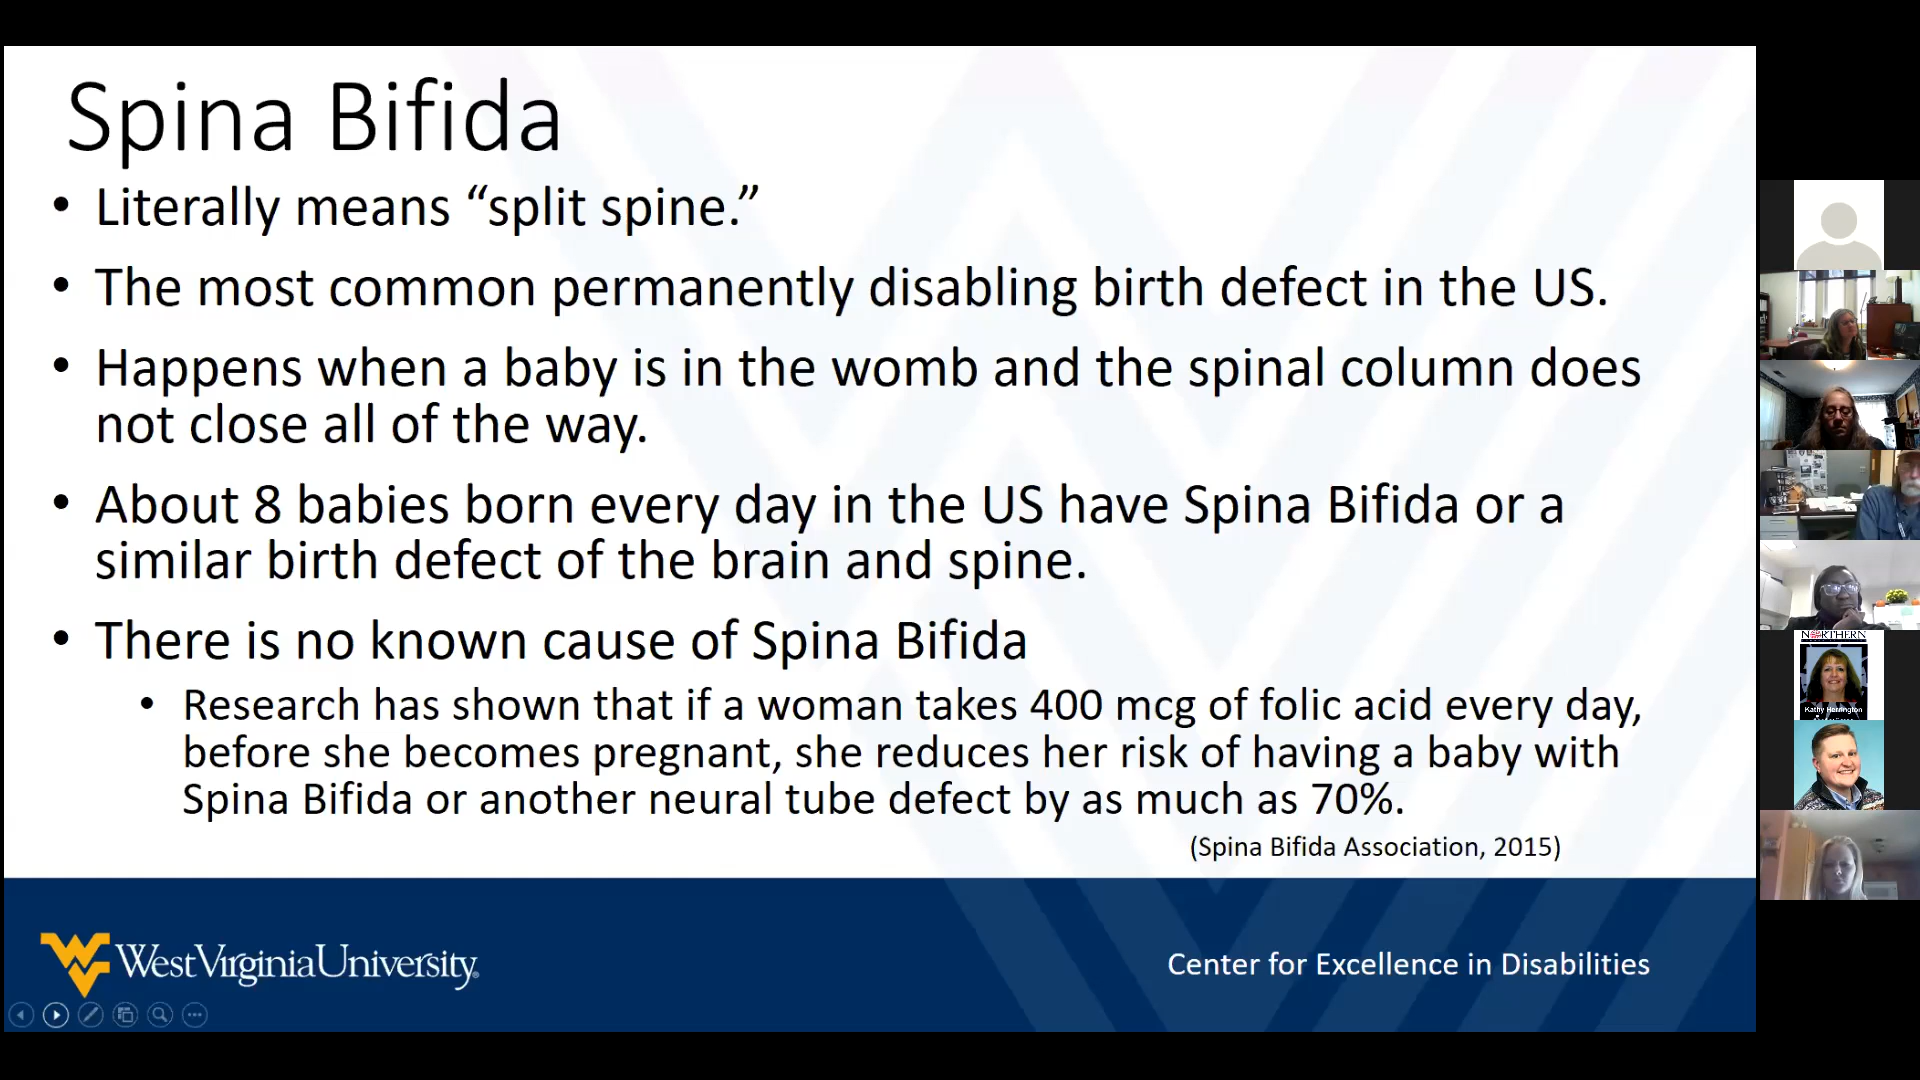 Spina Bifida
• Literally means “split spine.”
• The most common permanently disabling birth defect in the US.
• Happens when a baby is in the womb and the spinal column does
not close all of the way.
• About 8 babies born every day in the US have Spina Bifida or a
similar birth defect of the brain and spine.
• There is no known cause of Spina Bifida
• Research has shown that if a woman takes 400 mcg of folic acid every day,
before she becomes pregnant, she reduces her risk of having a baby with
Spina Bifida or another neural tube defect by as much as 70%.
(Spina Bifida Association, 2015)
West Virginia University®
Center for Excellence in Disabilities
NORTHERN
Kathy Herrington